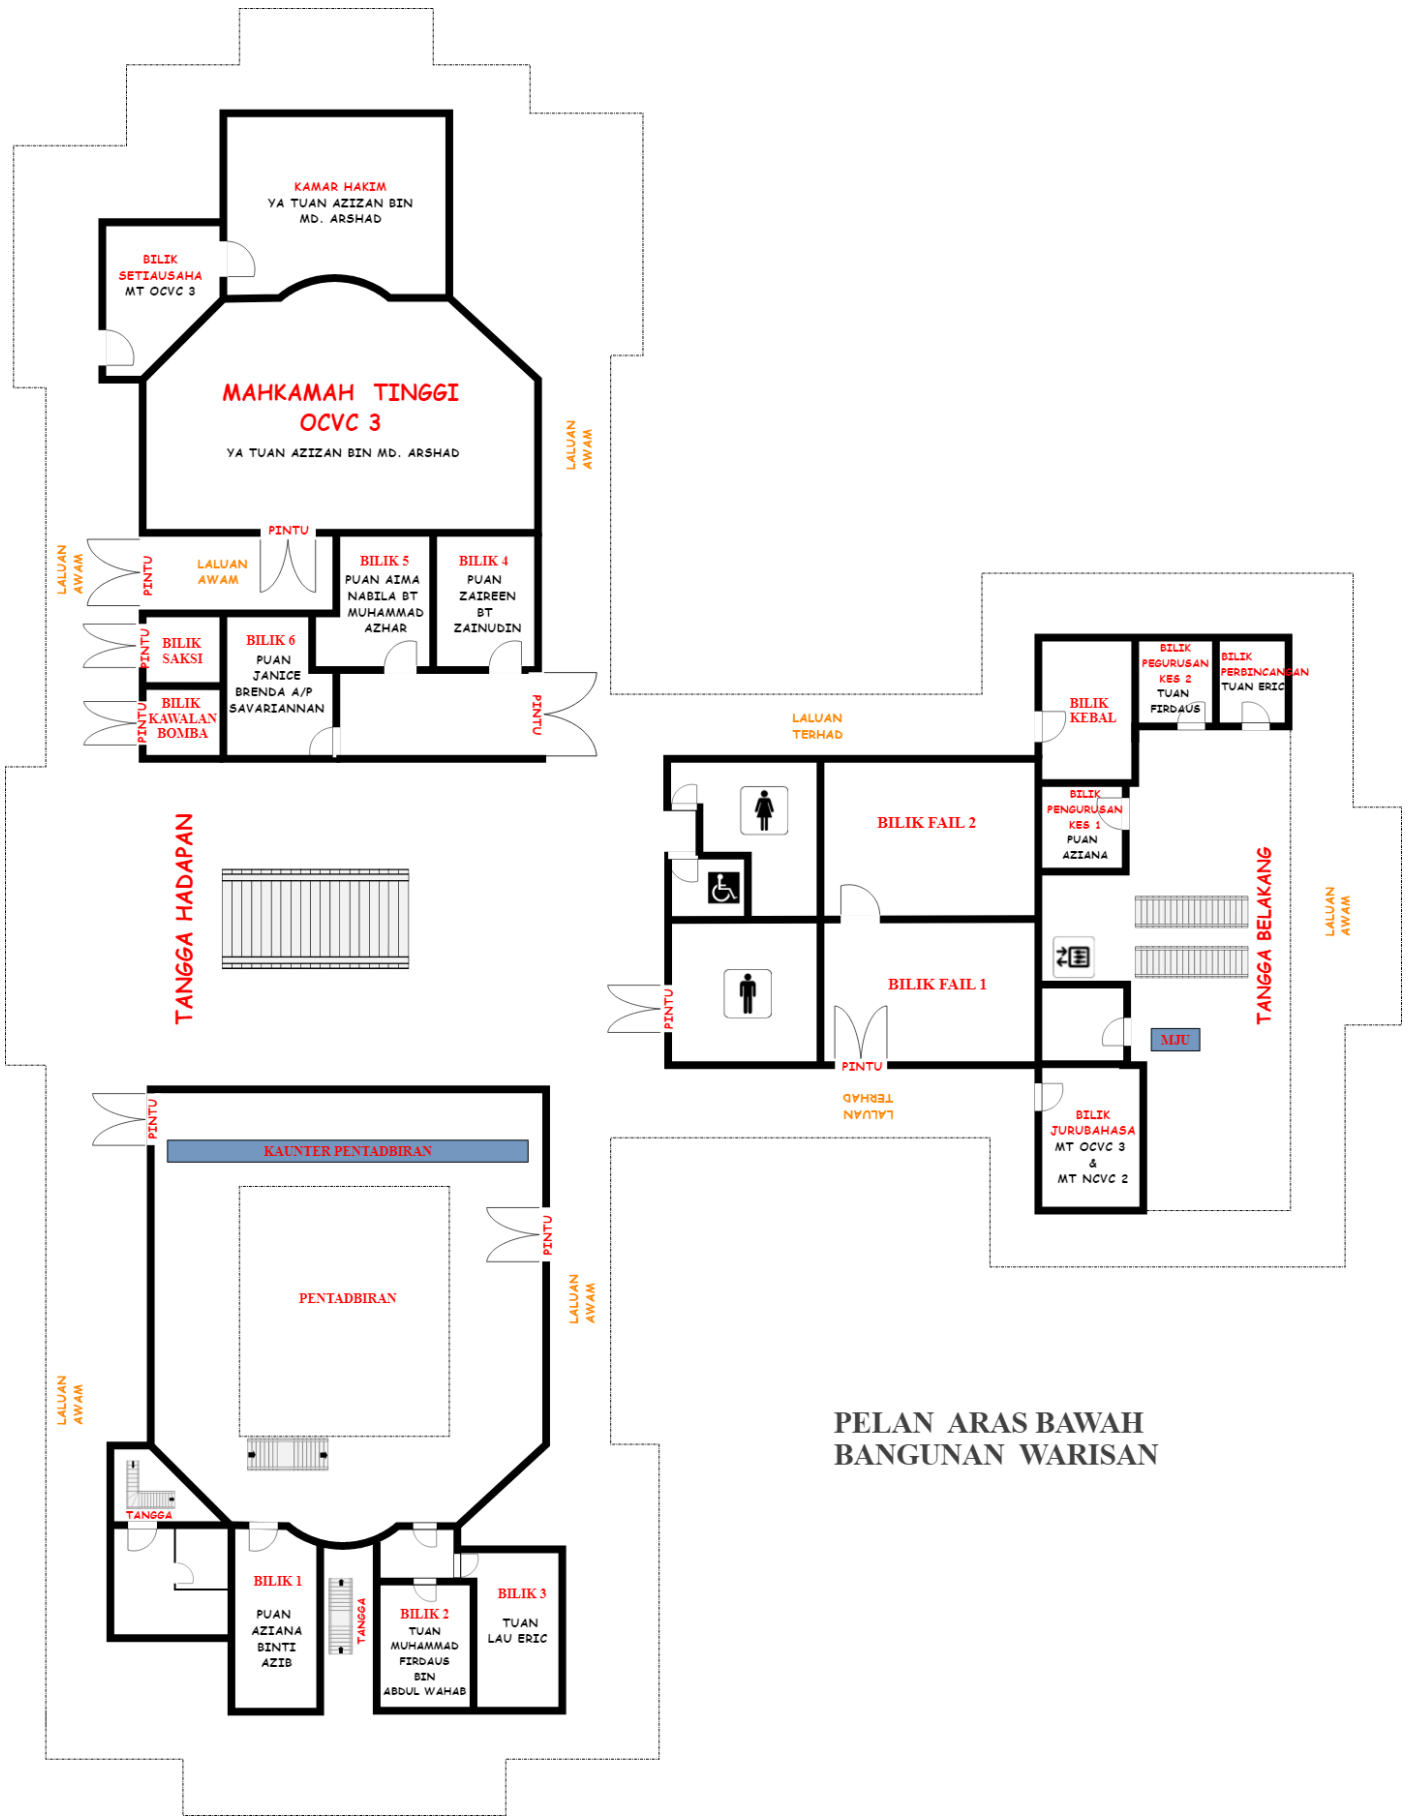 KAMAR HAKIM
YA TUAN AZIZAN BIN
MD. ARSHAD
BILIK
SETIAUSAHA
MT OCVC 3
MAHKAMAH TINGGI
OCVC 3
YA TUAN AZIZAN BIN MD. ARSHAD
LALUAN
AWAM
PINTU
LALUAN
AWAM
PINTU
LALUAN
AWAM
BILIK 5
PUAN AIMA
NABILA BT
MUHAMMAD
AZHAR
BILIK 4
PUAN
ZAIREEN
BT
ZAINUDIN
PINTU
BILIK
SAKSI
BILIK 6
PUAN
JANICE
BRENDA A/P
SAVARIANNAN
PINTU
BILIK
KAWALAN
BOMBA
PINTU
LALUAN
TERHAD
BILIK
KEBAL
BILIK
PEGURUSAN
KES 2
TUAN
FIRDAUS
BILIK
PERBINCANGAN
TUAN ERIC
BILIK
PENGURUSAN
KES 1
PUAN
AZIANA
TANGGA HADAPAN
BILIK FAIL 2
BILIK FAIL 1
TANGGA BELAKANG
LALUAN
AWAM
PINTU
PINTU
MJU
LALUAN
TERHAD
BILIK
JURUBAHASA
MT OCVC 3
&
MT NCVC 2
PINTU
KAUNTER PENTADBIRAN
PINTU
PENTADBIRAN
LALUAN
AWAM
LALUAN
AWAM
PELAN ARAS BAWAH
BANGUNAN WARISAN
TANGGA
BILIK 1
PUAN
AZIANA
BINTI
AZIB
TANGGA
BILIK 2
TUAN
MUHAMMAD
FIRDAUS
BIN
ABDUL WAHAB
BILIK 3
TUAN
LAU ERIC